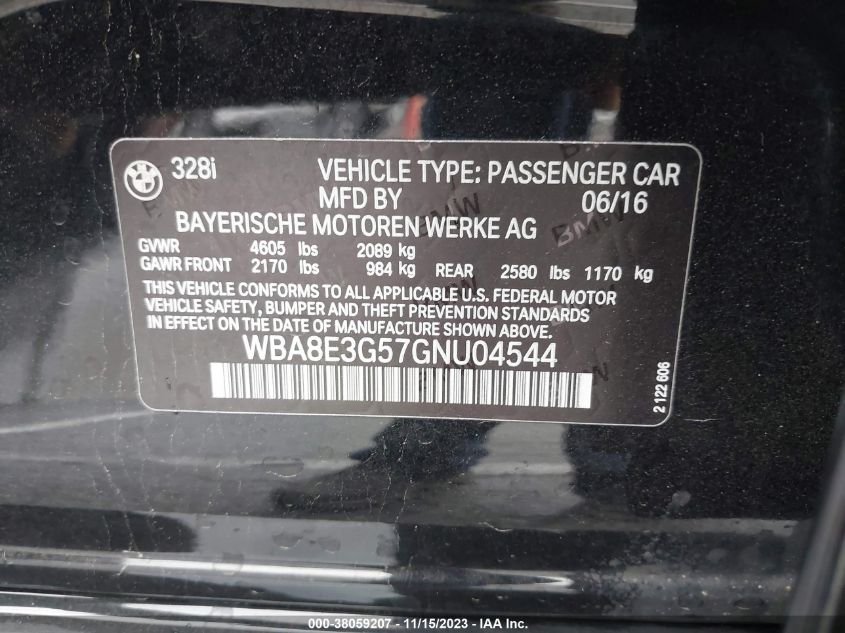 328i VEHICLE TYPE: PASSENGER CAR
MFD BY 06/16
BAYERISCHE MOTOREN WERKE AG
GVWR 4605 lbs 2089 kg
GAWR FRONT 2170 lbs 984 kg REAR 2580 lbs 1170 kg
THIS VEHICLE CONFORMS TO ALL APPLICABLE U.S. FEDERAL MOTOR
VEHICLE SAFETY, BUMPER AND THEFT PREVENTION STANDARDS
IN EFFECT ON THE DATE OF MANUFACTURE SHOWN ABOVE.
WBA8E3G57GNU04544
2 122 606
000-38059207 - 11/15/2023 - © IAA Holdings, LLC.